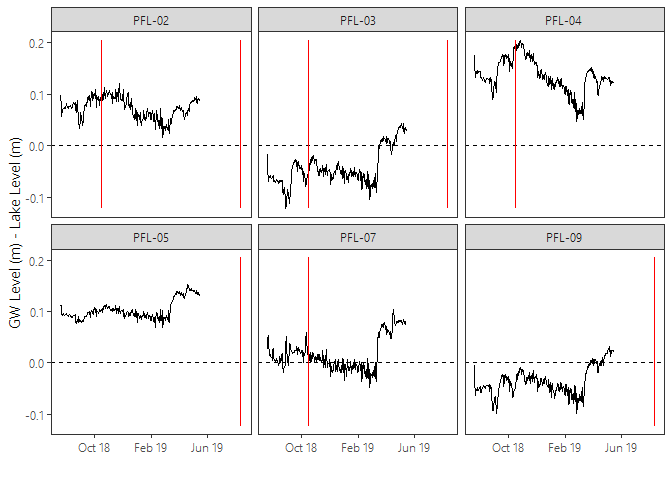 PFL-02 PFL-03 PFL-04
0.2
0.1
0.0
-0.1
GW Level (m) - Lake Level (m)
PFL-05 PFL-07 PFL-09
0.2
0.1
0.0
-0.1
Oct 18 Feb 19 Jun 19 Oct 18 Feb 19 Jun 19 Oct 18 Feb 19 Jun 19